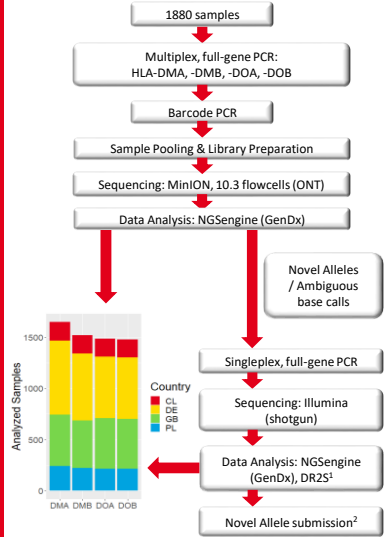 1880 samples
Multiplex, full-gene PCR:
HLA-DMA, -DMB, -DOA, -DOB
Barcode PCR
Sample Pooling & Library Preparation
Sequencing: MinION, 10.3 flowcells (ONT)
Data Analysis: NGSengine (GenDx)
Novel Alleles
/ Ambiguous
base calls
Singleplex, full-gene PCR
Sequencing: Illumina
(shotgun)
Data Analysis: NGSengine
(GenDx), DR2S¹
Novel Allele submission²
Analyzed Samples
1500
1000
500
0
DMA DMB DOA DOB
Country
CL
DE
GB
PL